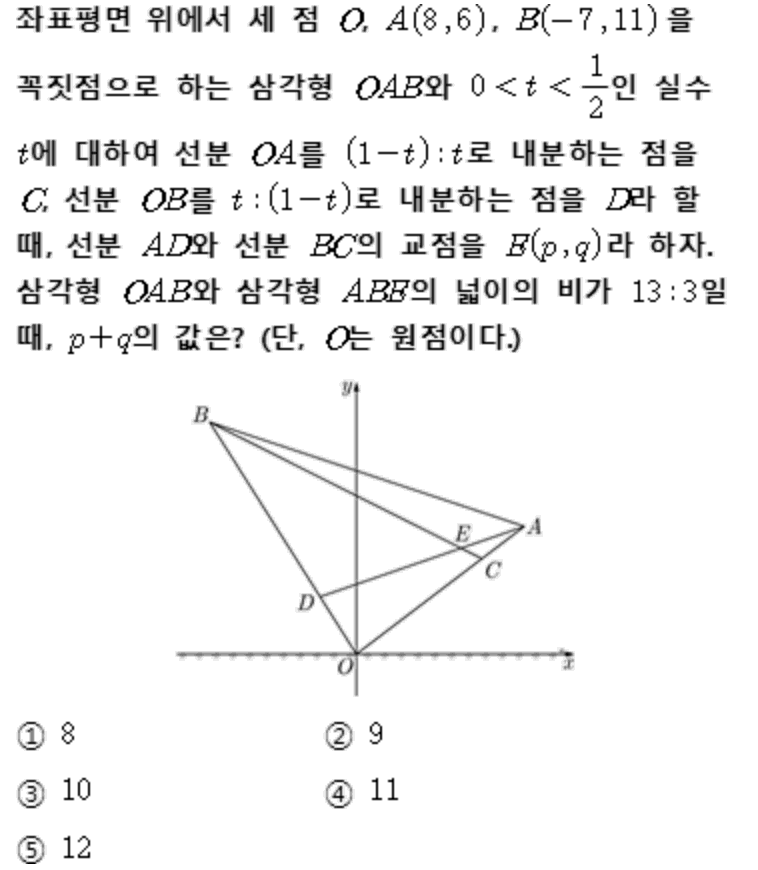 좌표평면 위에서 세 점 O, A(8,6), B(−7,11)을
꼭짓점으로 하는 삼각형 OAB와 0<t<1/2인 실수
t에 대하여 선분 OA를 (1−t):t로 내분하는 점을
C, 선분 OB를 t:(1−t)로 내분하는 점을 D라 할
때, 선분 AD와 선분 BC의 교점을 E(p,q)라 하자.
삼각형 OAB와 삼각형 ABE의 넓이의 비가 13:3일
때, p+q의 값은? (단, O는 원점이다.)
y
B
A
E
C
D
O
x
① 8 ② 9
③ 10 ④ 11
⑤ 12